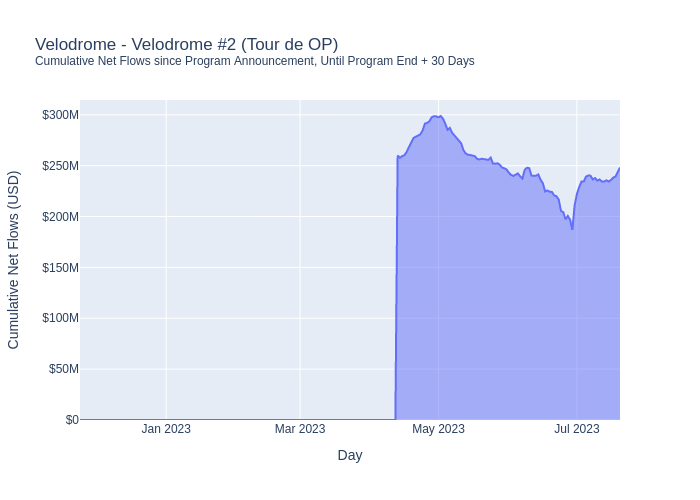 Velodrome - Velodrome #2 (Tour de OP)
Cumulative Net Flows since Program Announcement, Until Program End + 30 Days
Cumulative Net Flows (USD)
$300M
$250M
$200M
$150M
$100M
$50M
$0
Jan 2023 Mar 2023 May 2023 Jul 2023
Day